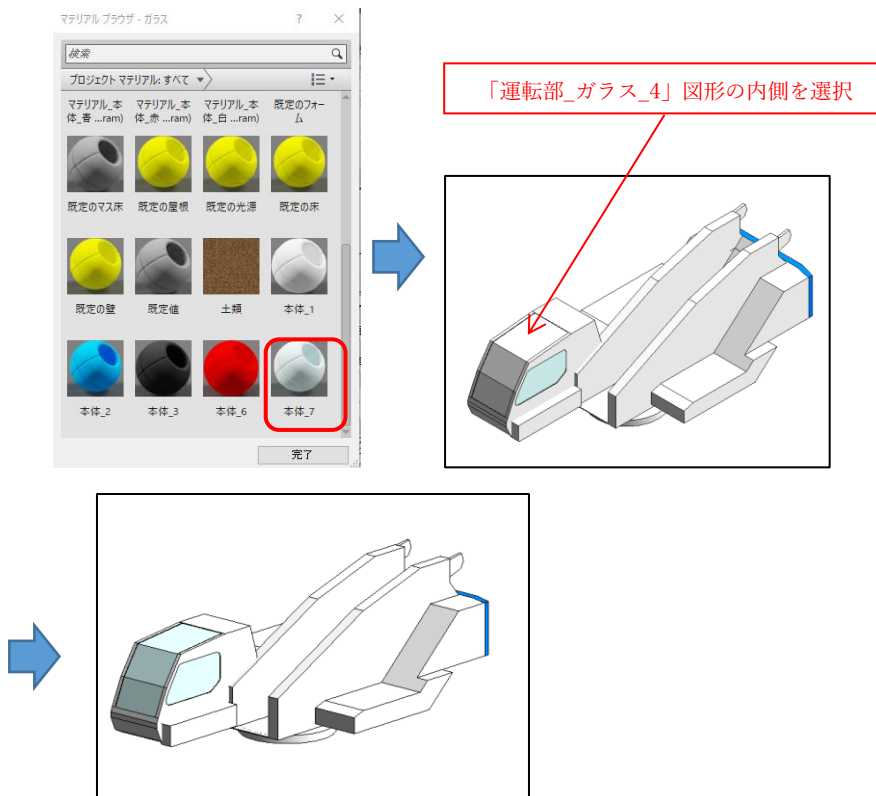 マテリアル ブラウザ - ガラス ? ×
検索
プロジェクト マテリアル: すべて
マテリアル_本 マテリアル_本 マテリアル_本 既定のフォー
体_青 ...ram) 体_赤 ...ram) 体_白 ...ram) ム
既定のマス床 既定の屋根 既定の光源 既定の床
既定の壁 既定値 土類 本体_1
本体_2 本体_3 本体_6 本体_7
完了
「運転部_ガラス_4」図形の内側を選択